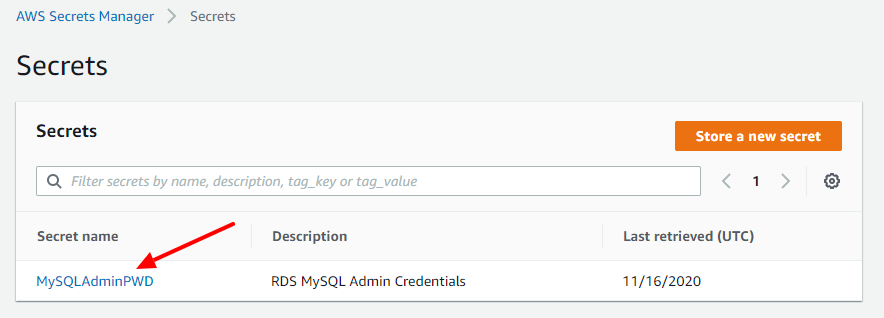 AWS Secrets Manager > Secrets
Secrets
Secrets
Store a new secret
Filter secrets by name, description, tag_key or tag_value
1
Secret name Description Last retrieved (UTC)
MySQLAdminPWD RDS MySQL Admin Credentials 11/16/2020